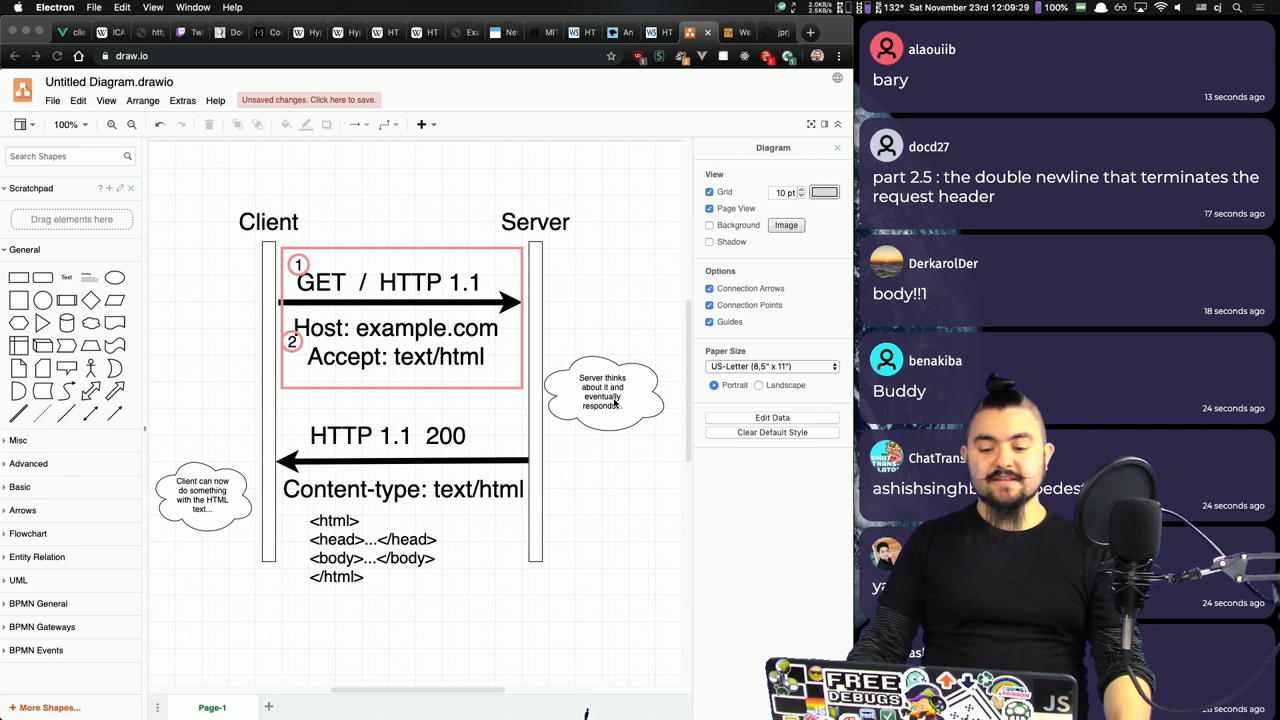 Electron File Edit View Window Help
2.0KB/s
2.0KB/s
132° Sat November 23rd 12:09:29 100%
draw.io
Untitled Diagram.drawio
File Edit View Arrange Extras Help
Unsaved changes. Click here to save.
100%
Search Shapes
Scratchpad
Drag elements here
General
Text
Misc
Advanced
Basic
Arrows
Flowchart
Entity Relation
UML
BPMN General
BPMN Gateways
BPMN Events
+ More Shapes...
Page-1
Client
Server
1
GET / HTTP 1.1
Host: example.com
2
Accept: text/html
Server thinks
about it and
eventually
responds...
HTTP 1.1 200
Content-type: text/html
Client can now
do something
with the HTML
text...
<html>
<head>...</head>
<body>...</body>
</html>
Diagram
View
Grid
10 pt
Page View
Background
Image
Shadow
Options
Connection Arrows
Connection Points
Guides
Paper Size
US-Letter (8,5" x 11")
Portrait Landscape
Edit Data
Clear Default Style
alaouiib
bary
13 seconds ago
docd27
part 2.5 : the double newline that terminates the
request header
17 seconds ago
DerkarolDer
body!!1
18 seconds ago
benakiba
Buddy
24 seconds ago
ChatTrans
24 seconds ago
24 seconds ago
FREE
DEBUGS
JS